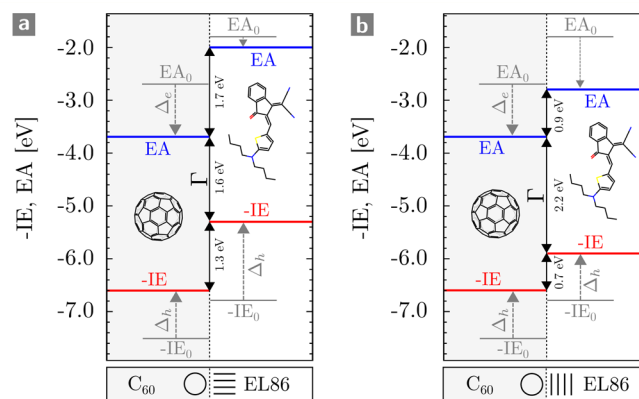 a
-IE, EA [eV]
-2.0
-3.0
-4.0
-5.0
-6.0
-7.0
EA₀
EA
EA₀
Δₑ
EA
1.7 eV
Γ
1.6 eV
-IE
1.3 eV
-IE
Δₕ
-IE₀
Δₕ
-IE₀
C₆₀ EL86
b
-IE, EA [eV]
-2.0
-3.0
-4.0
-5.0
-6.0
-7.0
EA₀
EA
EA₀
Δₑ
EA
0.9 eV
Γ
2.2 eV
-IE
0.7 eV
-IE
Δₕ
-IE₀
Δₕ
-IE₀
C₆₀ EL86